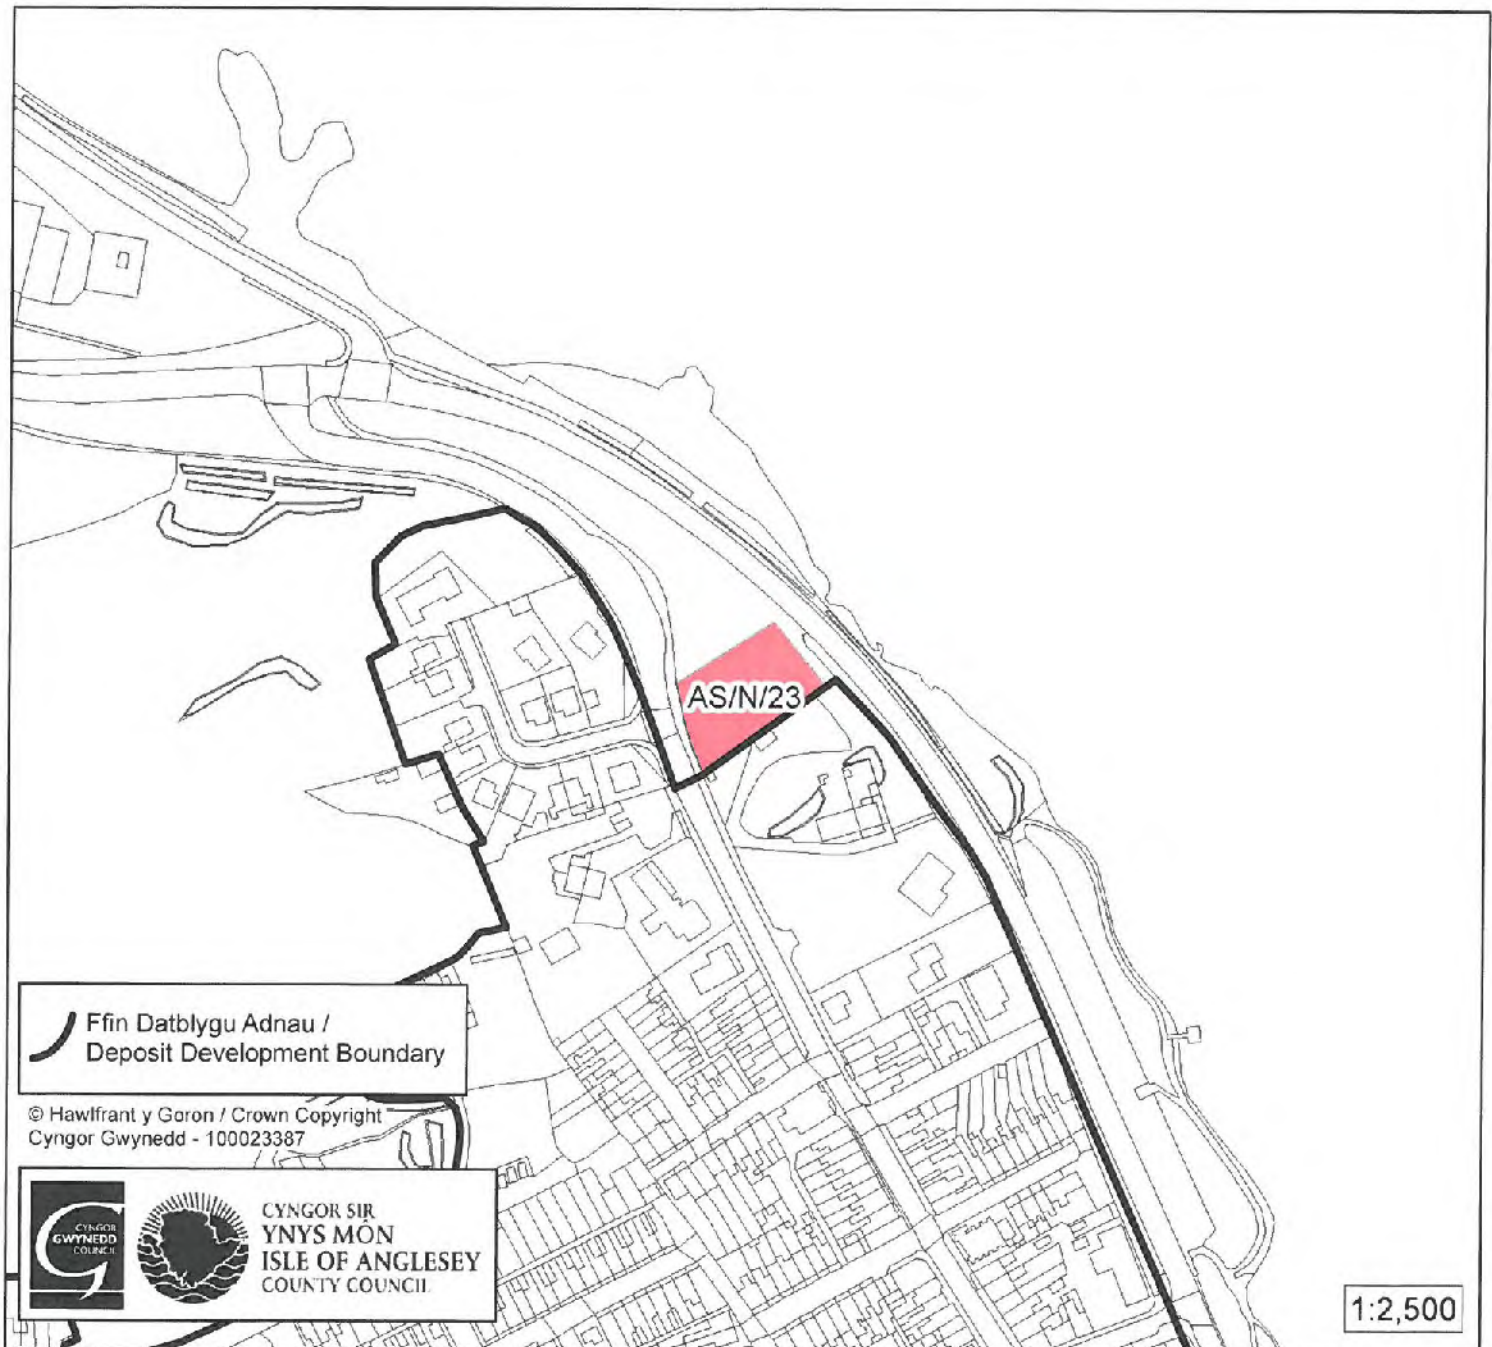 AS/N/23
Ffin Datblygu Adnau /
Deposit Development Boundary
© Hawlfraint y Goron / Crown Copyright
Cyngor Gwynedd - 100023387
CYNGOR
GWYNEDD
COUNCIL
CYNGOR SIR
YNYS MÔN
ISLE OF ANGLESEY
COUNTY COUNCIL
1:2,500